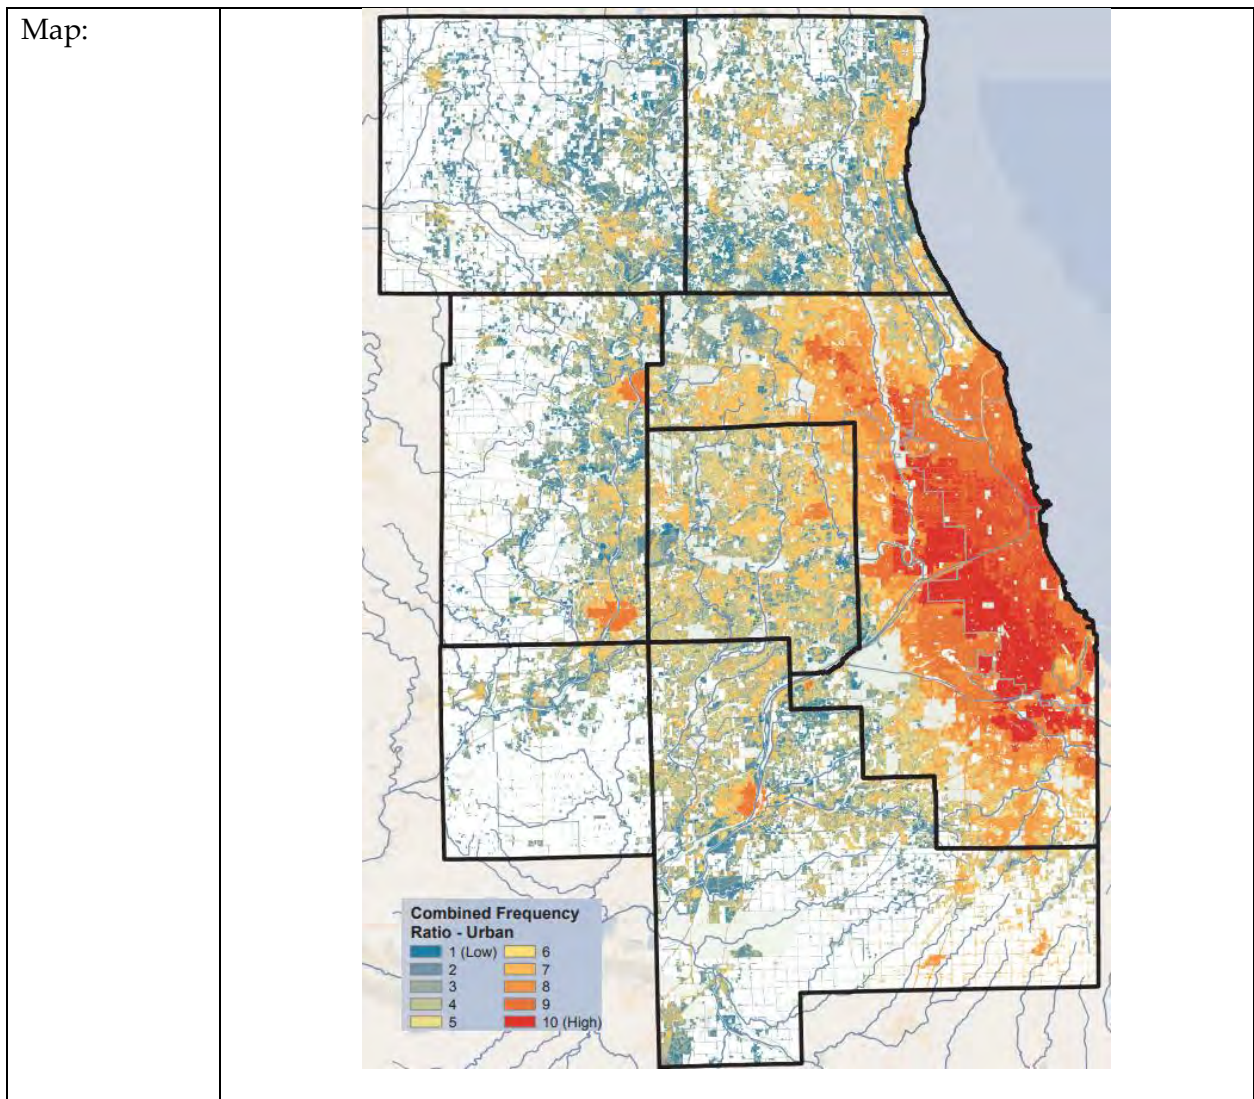 Map:
Combined Frequency
Ratio - Urban
1 (Low) 6
2 7
3 8
4 9
5 10 (High)